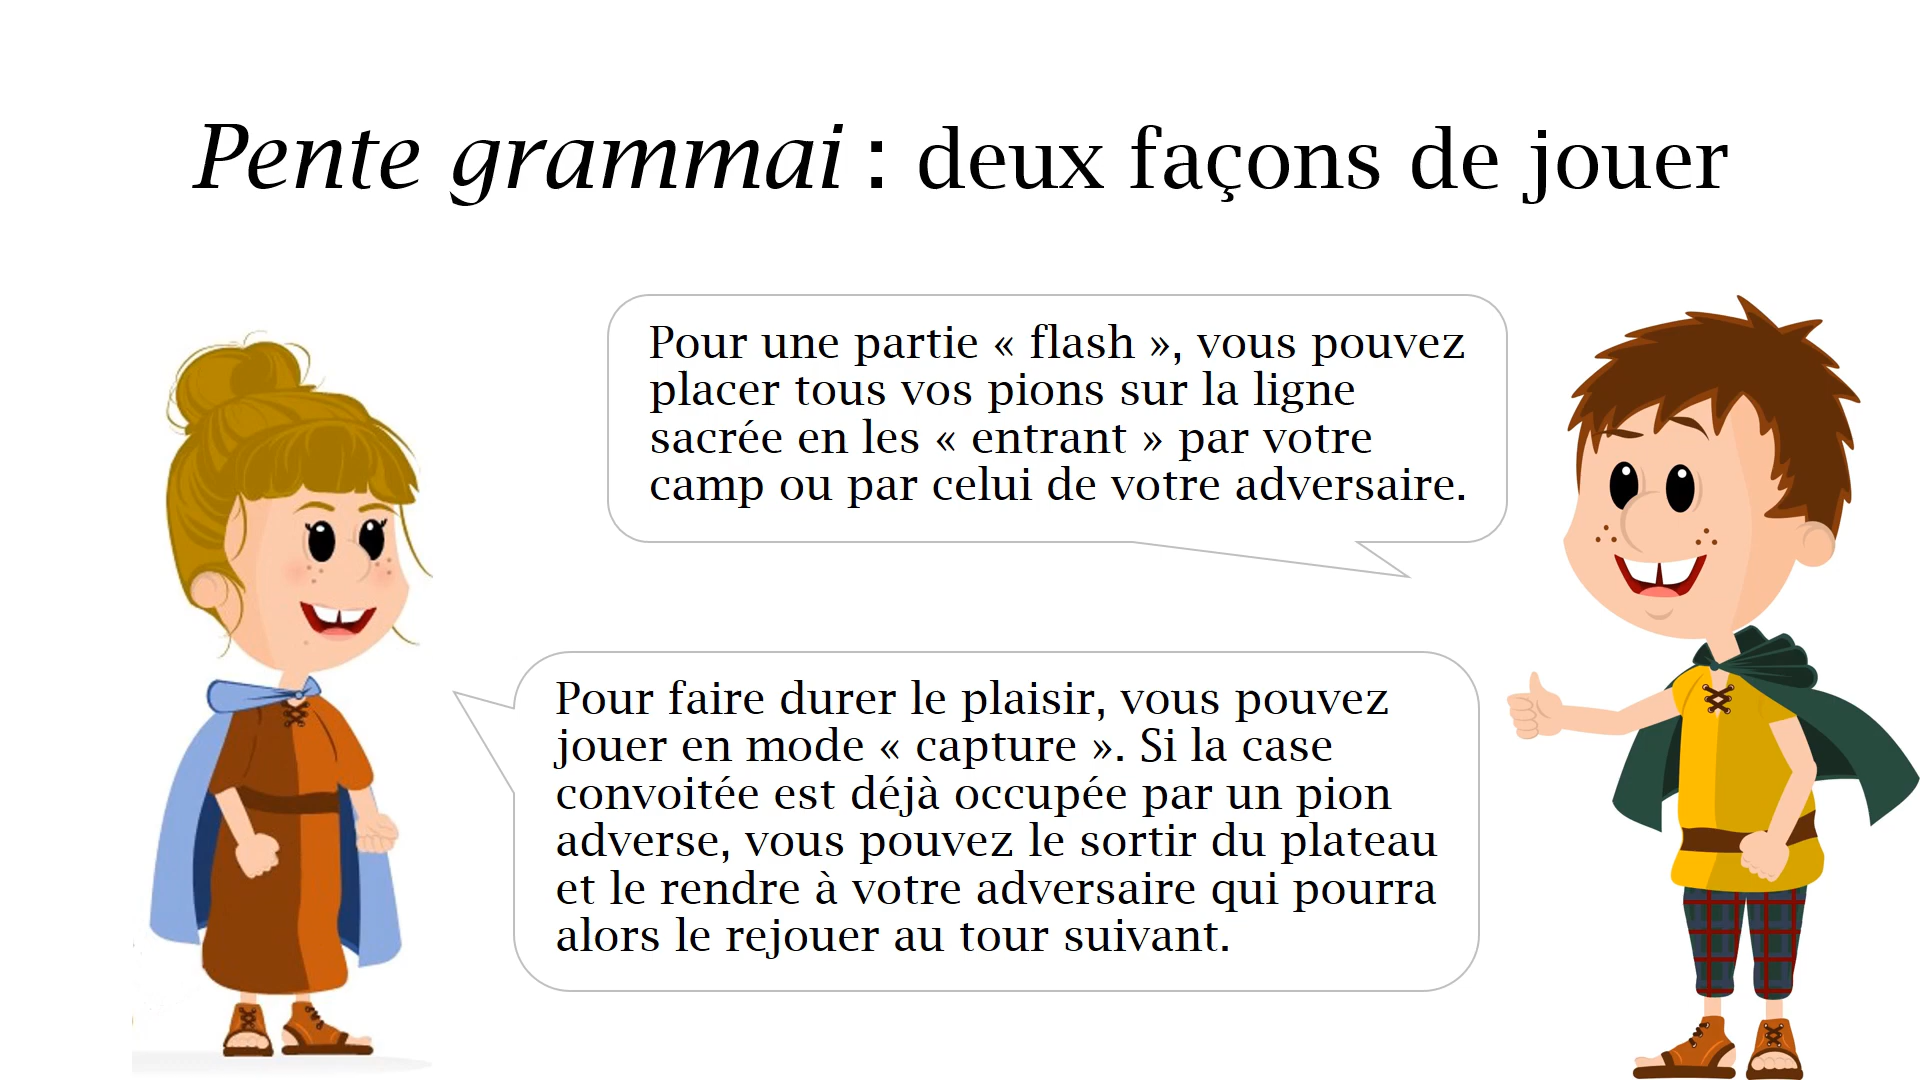 Pente grammai : deux façons de jouer
Pour une partie « flash », vous pouvez
placer tous vos pions sur la ligne
sacrée en les « entrant » par votre
camp ou par celui de votre adversaire.
Pour faire durer le plaisir, vous pouvez
jouer en mode « capture ». Si la case
convoitée est déjà occupée par un pion
adverse, vous pouvez le sortir du plateau
et le rendre à votre adversaire qui pourra
alors le rejouer au tour suivant.